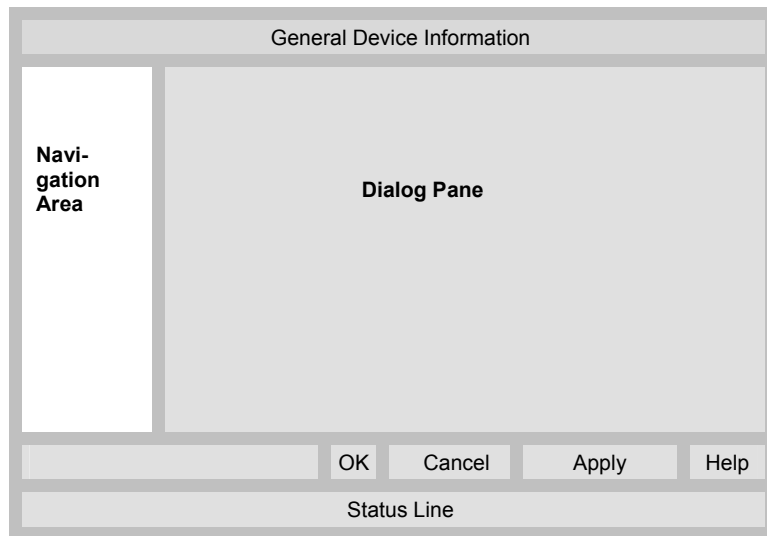 General Device Information
Navi-
gation
Area
Dialog Pane
OK Cancel Apply Help
Status Line